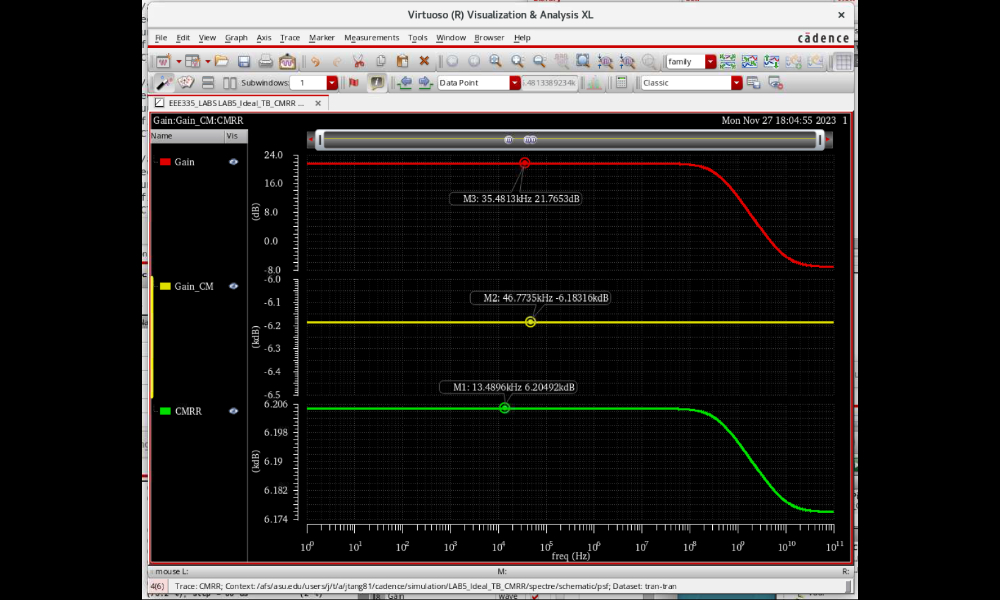 Virtuoso (R) Visualization & Analysis XL
File Edit View Graph Axis Trace Marker Measurements Tools Window Browser Help
cādence
family
Subwindows: 1
Data Point
Classic
EEE335_LABS LAB5_Ideal_TB_CMRR ...
Gain:Gain_CM:CMRR
Mon Nov 27 18:04:55 2023 1
Name Vis
Gain
24.0
16.0
8.0
0.0
-8.0
(dB)
M3: 35.4813kHz 21.7653dB
Gain_CM
-6.0
-6.1
-6.2
-6.3
-6.4
-6.5
(kdB)
M2: 46.7735kHz -6.18316kdB
CMRR
6.206
6.198
6.19
6.182
6.174
(kdB)
M1: 13.4896kHz 6.20492kdB
10^0 10^1 10^2 10^3 10^4 10^5 10^6 10^7 10^8 10^9 10^10 10^11
freq (Hz)
mouse L: M: R:
4(6) Trace: CMRR; Context: /afs/asu.edu/users/j/t/a/jtang81/cadence/simulation/LAB5_Ideal_TB_CMRR/spectre/schematic/psf; Dataset: tran-tran